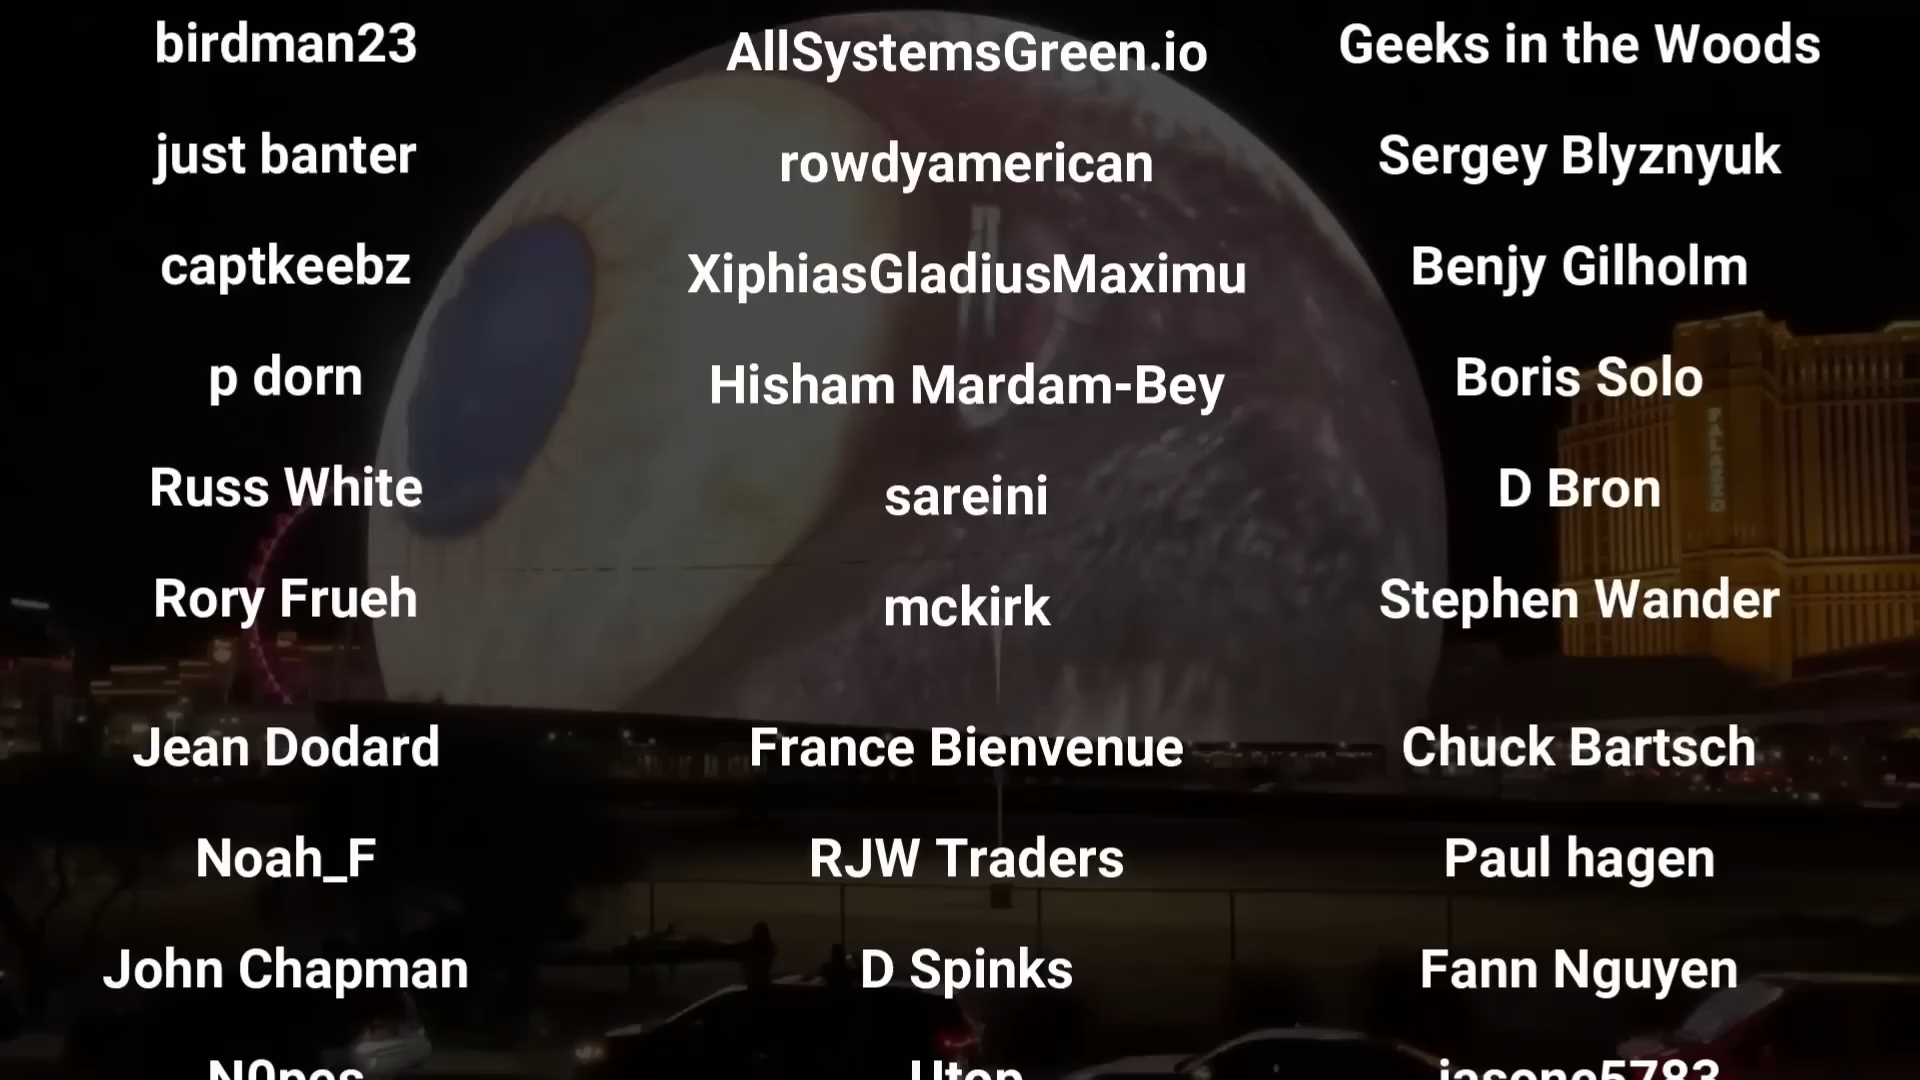 birdman23
AllSystemsGreen.io
Geeks in the Woods
just banter
rowdyamerican
Sergey Blyznyuk
captkeebz
XiphiasGladiusMaximu
Benjy Gilholm
p dorn
Hisham Mardam-Bey
Boris Solo
Russ White
sareini
D Bron
PALAZZO
Rory Frueh
mckirk
Stephen Wander
Jean Dodard
France Bienvenue
Chuck Bartsch
Noah_F
RJW Traders
Paul hagen
John Chapman
D Spinks
Fann Nguyen